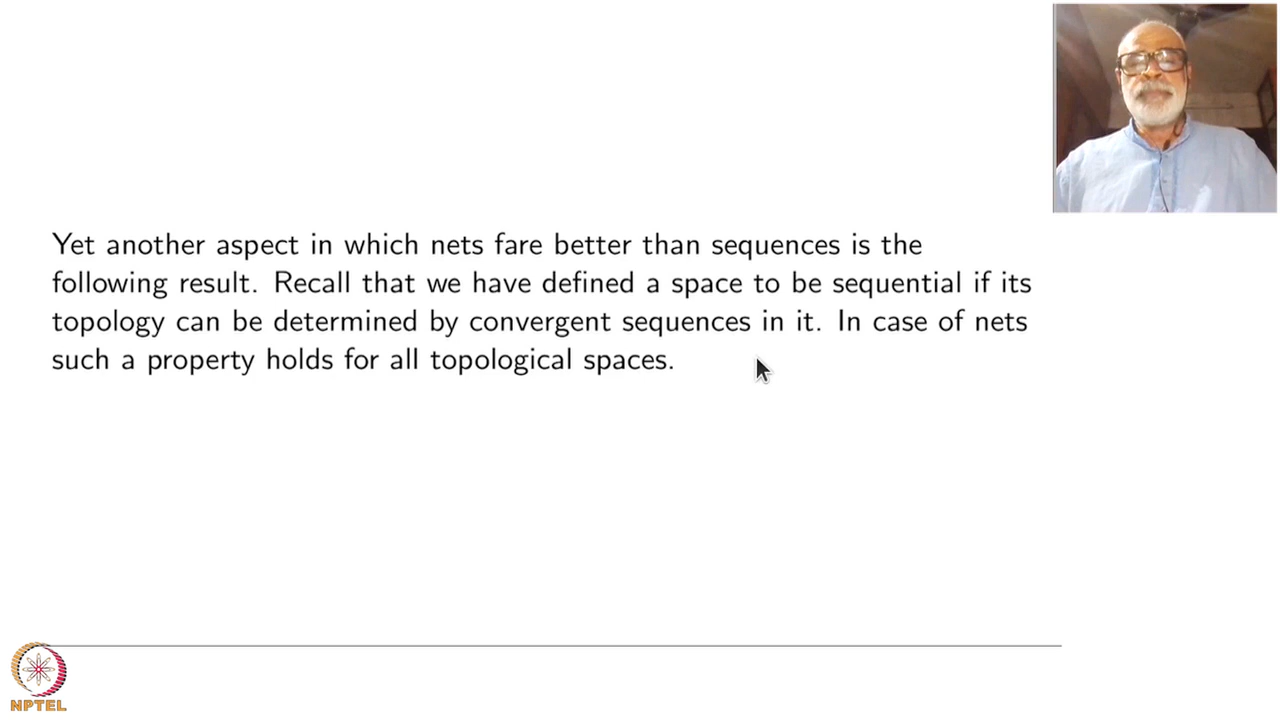 Yet another aspect in which nets fare better than sequences is the
following result. Recall that we have defined a space to be sequential if its
topology can be determined by convergent sequences in it. In case of nets
such a property holds for all topological spaces.
NPTEL